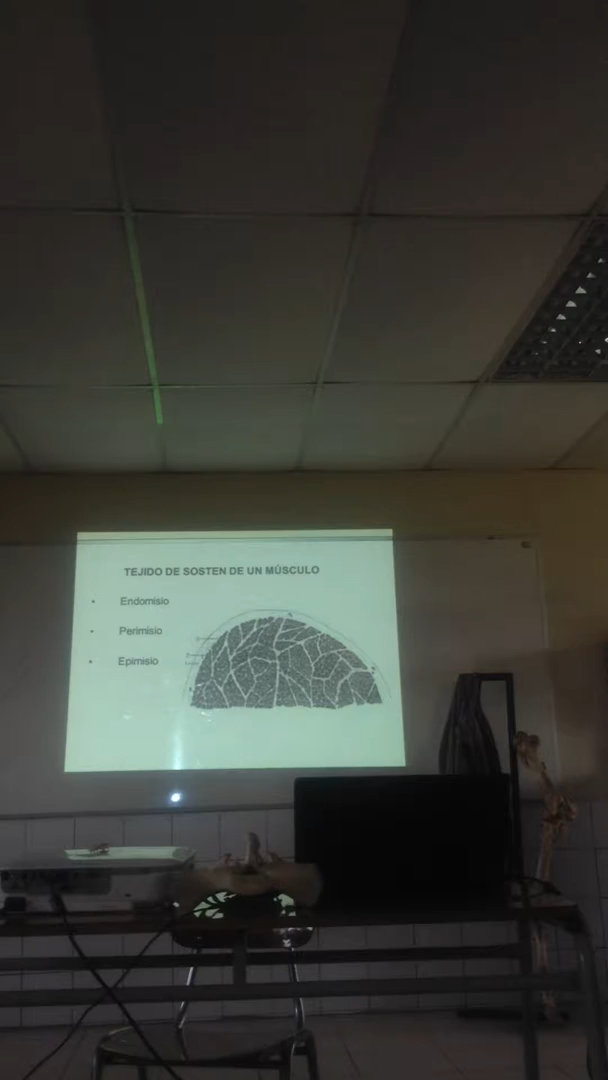 TEJIDO DE SOSTEN DE UN MÚSCULO
• Endomisio
• Perimisio
• Epimisio